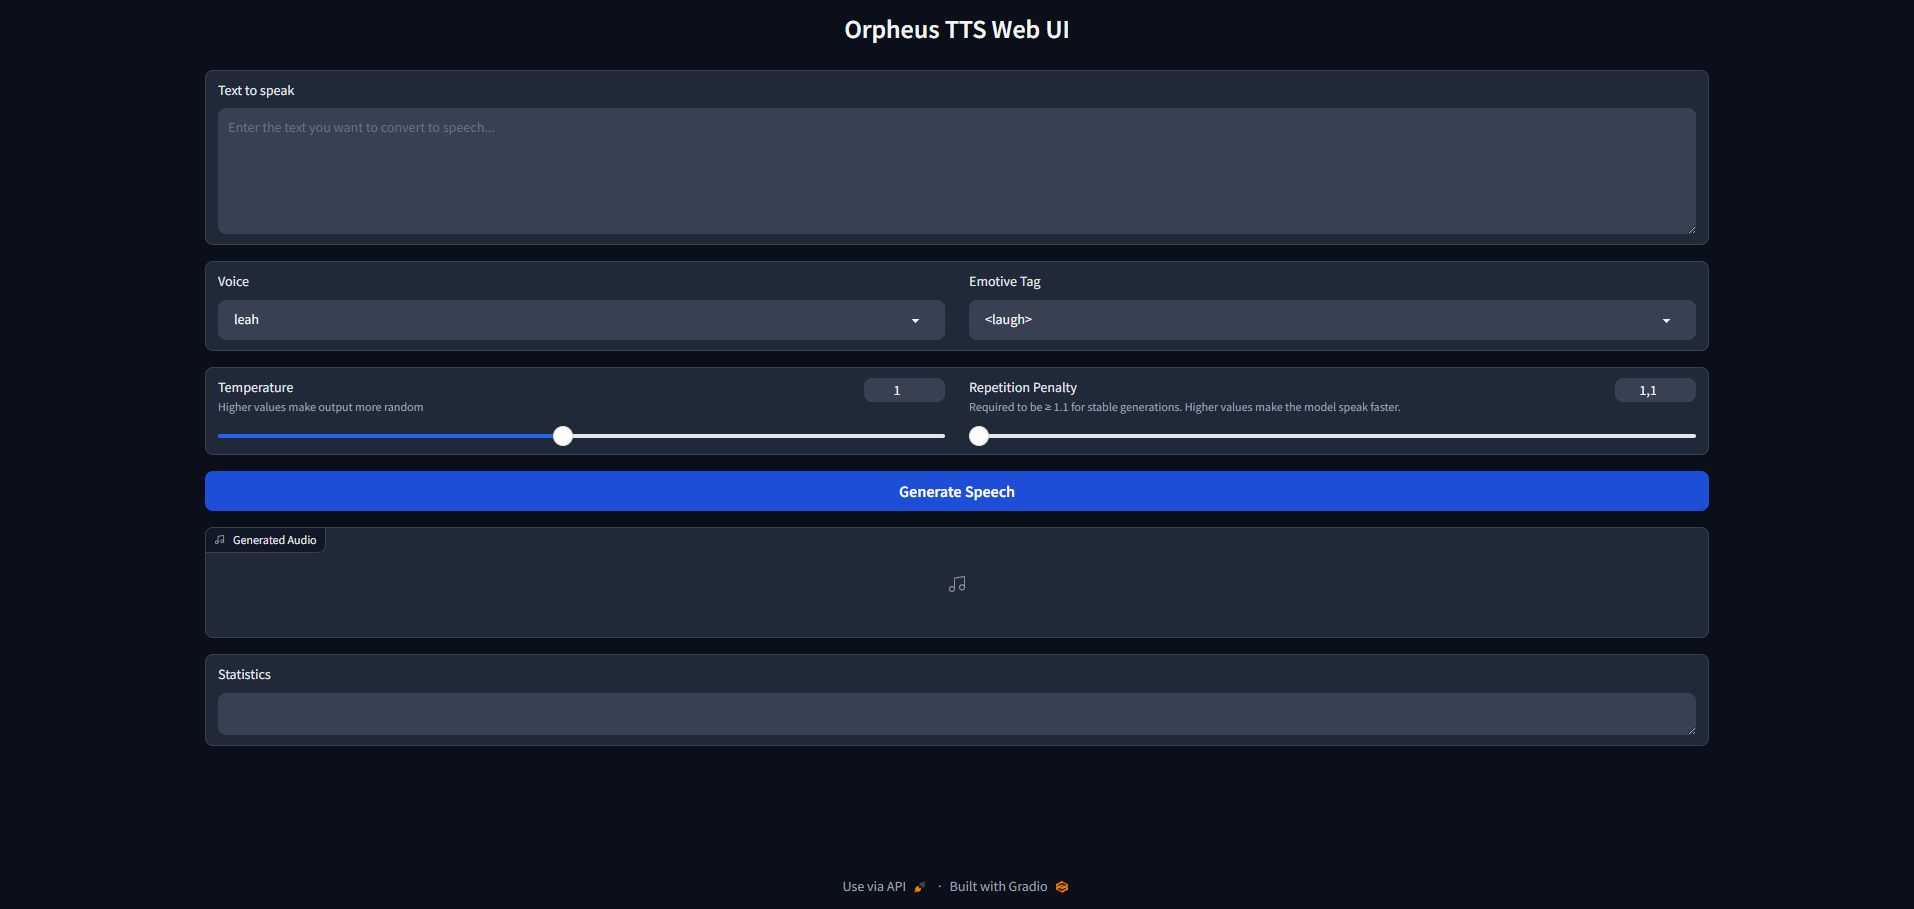 Orpheus TTS Web UI
Text to speak
Enter the text you want to convert to speech...
Voice
leah
Emotive Tag
<laugh>
Temperature
1
Higher values make output more random
Repetition Penalty
1,1
Required to be ≥ 1.1 for stable generations. Higher values make the model speak faster.
Generate Speech
Generated Audio
Statistics
Use via API · Built with Gradio